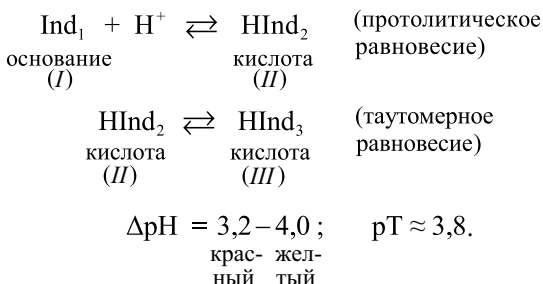 Ind₁ + H⁺ ⇄ HInd₂ (протолитическое
основание кислота равновесие)
(I) (II)
HInd₂ ⇄ HInd₃ (таутомерное
кислота кислота равновесие)
(II) (III)
ΔpH = 3,2 – 4,0 ; pT ≈ 3,8.
крас- жел-
ный тый